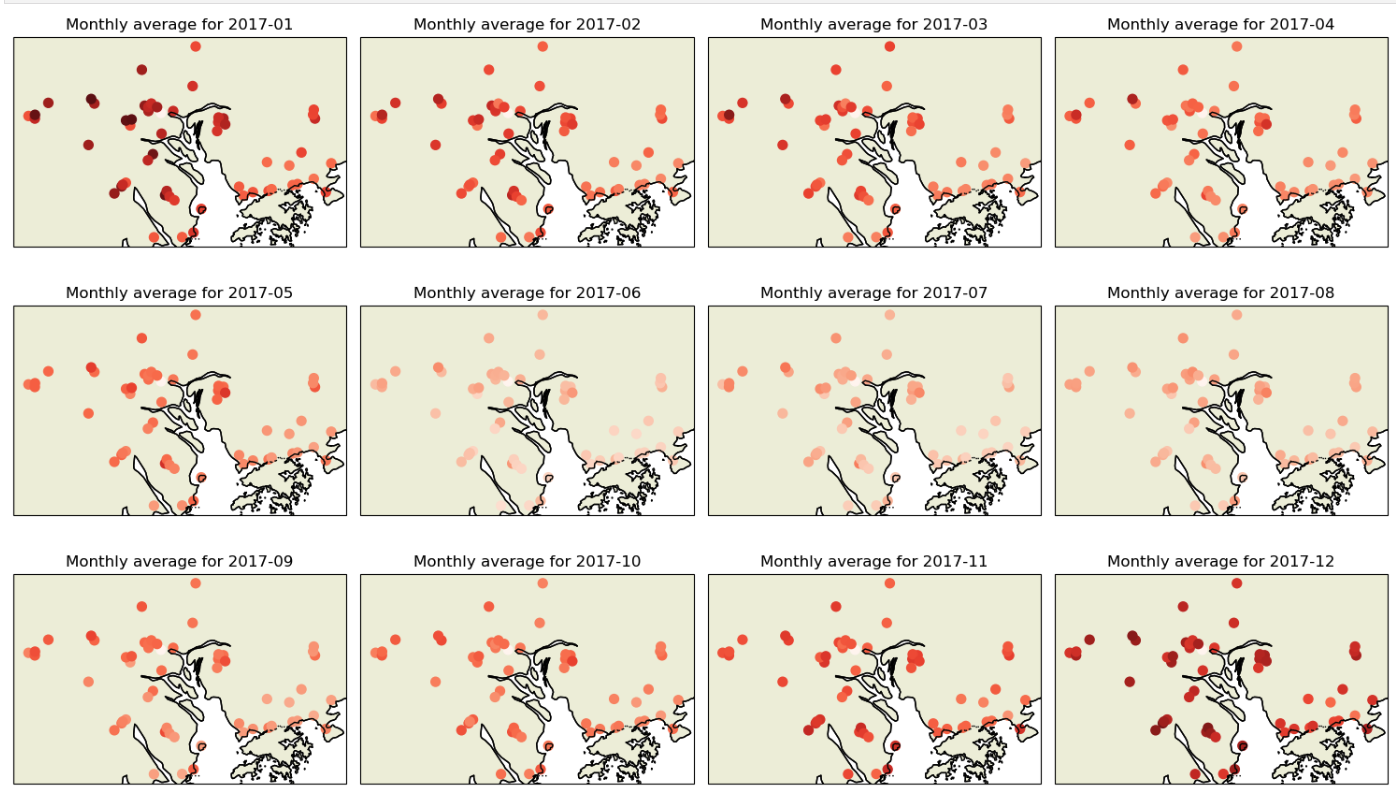 Monthly average for 2017-01
Monthly average for 2017-02
Monthly average for 2017-03
Monthly average for 2017-04
Monthly average for 2017-05
Monthly average for 2017-06
Monthly average for 2017-07
Monthly average for 2017-08
Monthly average for 2017-09
Monthly average for 2017-10
Monthly average for 2017-11
Monthly average for 2017-12